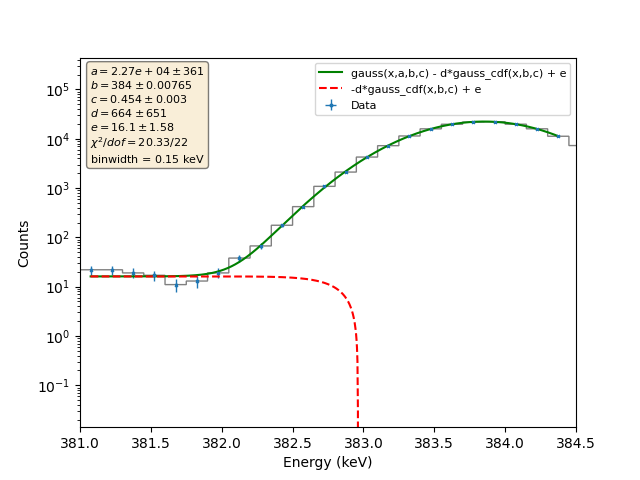 a = 2.27e + 04 ± 361
b = 384 ± 0.00765
c = 0.454 ± 0.003
d = 664 ± 651
e = 16.1 ± 1.58
χ²/dof = 20.33/22
binwidth = 0.15 keV
gauss(x,a,b,c) - d*gauss_cdf(x,b,c) + e
-d*gauss_cdf(x,b,c) + e
Data
10⁵
10⁴
10³
10²
10¹
10⁰
10⁻¹
Counts
381.0 381.5 382.0 382.5 383.0 383.5 384.0 384.5
Energy (keV)